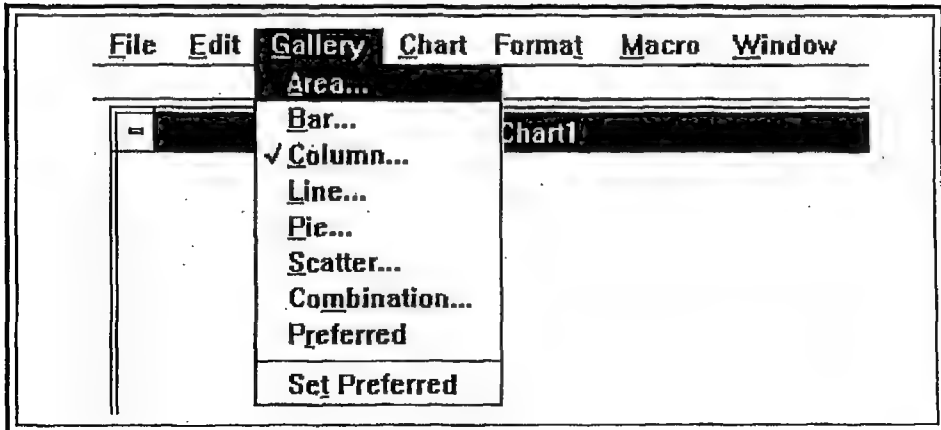 File Edit Gallery Chart Format Macro Window
Area...
Chart1
Bar...
√ Column...
Line...
Pie...
Scatter...
Combination...
Preferred
Set Preferred